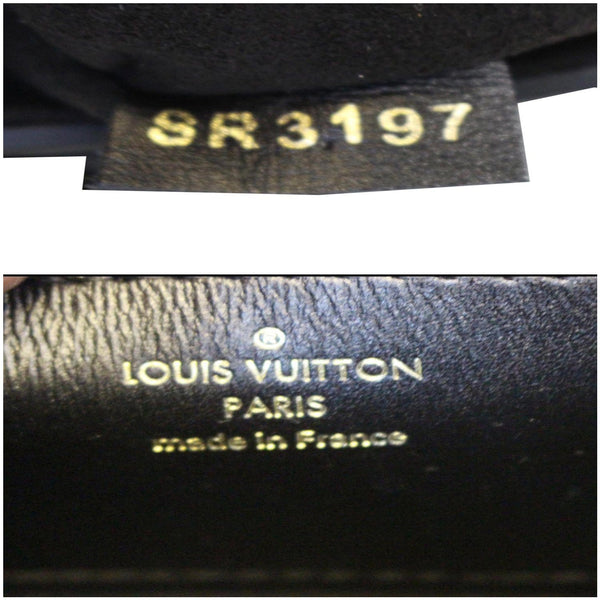 SR3197
®
LOUIS VUITTON
PARIS
made in France